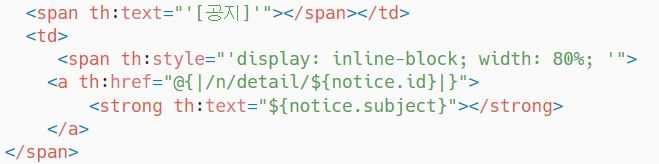 <span th:text="'[공지]'"></span></td>
<td>
<span th:style="'display: inline-block; width: 80%; '">
<a th:href="@{|/n/detail/${notice.id}|}">
<strong th:text="${notice.subject}"></strong>
</a>
</span>